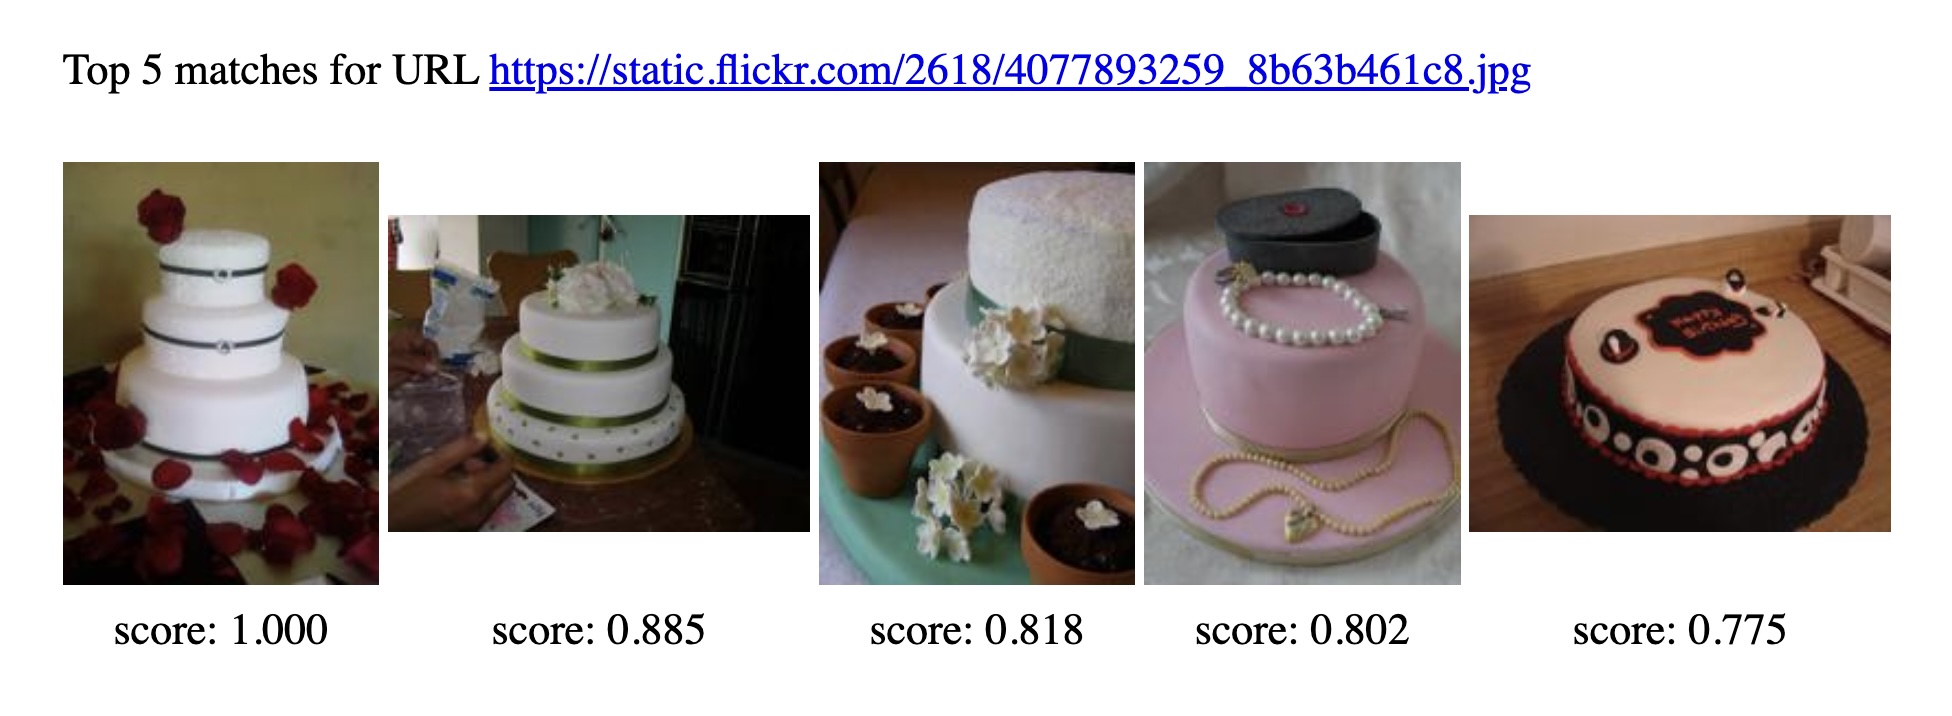 Top 5 matches for URL https://static.flickr.com/2618/4077893259_8b63b461c8.jpg
score: 1.000
score: 0.885
score: 0.818
score: 0.802
score: 0.775